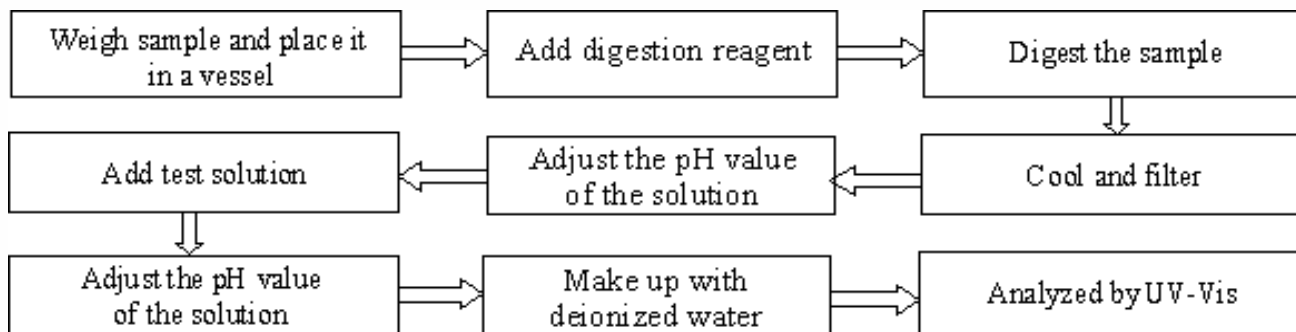 Weigh sample and place it
in a vessel
Add digestion reagent
Digest the sample
Cool and filter
Adjust the pH value
of the solution
Add test solution
Adjust the pH value
of the solution
Make up with
deionized water
Analyzed by UV-Vis